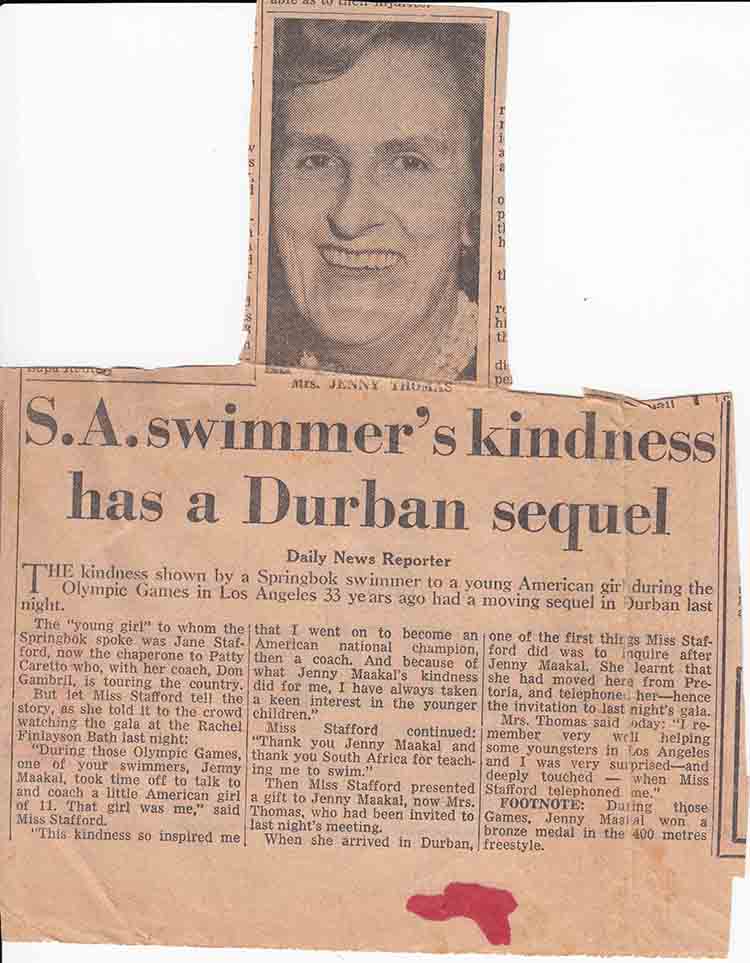 able as to their injuries.
Mrs. JENNY THOMAS
S.A. swimmer's kindness
has a Durban sequel
Daily News Reporter
THE kindness shown by a Springbok swimmer to a young American girl during the
Olympic Games in Los Angeles 33 years ago had a moving sequel in Durban last
night.
The "young girl" to whom the
Springbok spoke was Jane Staf-
ford, now the chaperone to Patty
Caretto who, with her coach, Don
Gambril, is touring the country.
But let Miss Stafford tell the
story, as she told it to the crowd
watching the gala at the Rachel
Finlayson Bath last night:
"During those Olympic Games,
one of your swimmers, Jenny
Maakal, took time off to talk to
and coach a little American girl
of 11. That girl was me," said
Miss Stafford.
"This kindness so inspired me
that I went on to become an
American national champion,
then a coach. And because of
what Jenny Maakal's kindness
did for me, I have always taken
a keen interest in the younger
children."
Miss Stafford continued:
"Thank you Jenny Maakal and
thank you South Africa for teach-
ing me to swim."
Then Miss Stafford presented
a gift to Jenny Maakal, now Mrs.
Thomas, who had been invited to
last night's meeting.
When she arrived in Durban,
one of the first things Miss Staf-
ford did was to inquire after
Jenny Maakal. She learnt that
she had moved here from Pre-
toria, and telephoned her—hence
the invitation to last night's gala.
Mrs. Thomas said today: "I re-
member very well helping
some youngsters in Los Angeles
and I was very surprised—and
deeply touched — when Miss
Stafford telephoned me."
FOOTNOTE: During those
Games, Jenny Maakal won a
bronze medal in the 400 metres
freestyle.